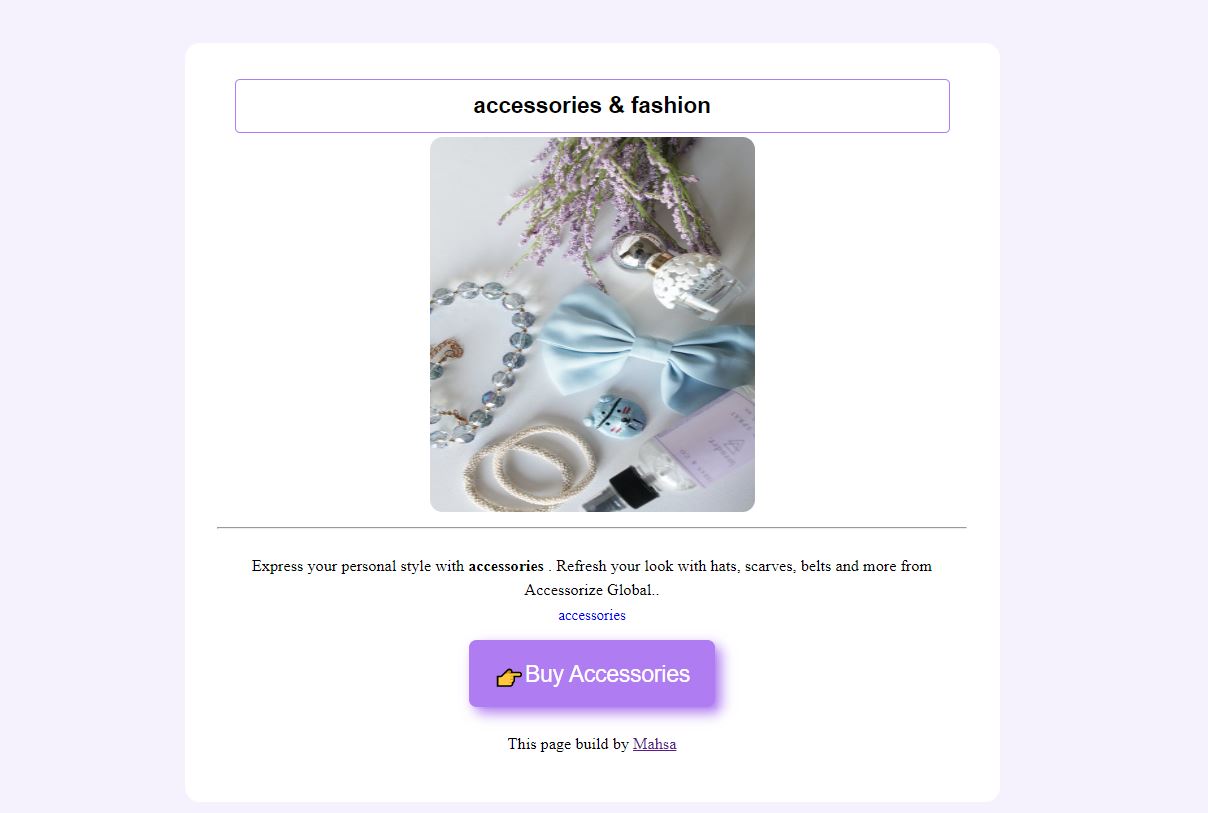 accessories & fashion
Express your personal style with accessories . Refresh your look with hats, scarves, belts and more from
Accessorize Global..
accessories
👉Buy Accessories
This page build by Mahsa